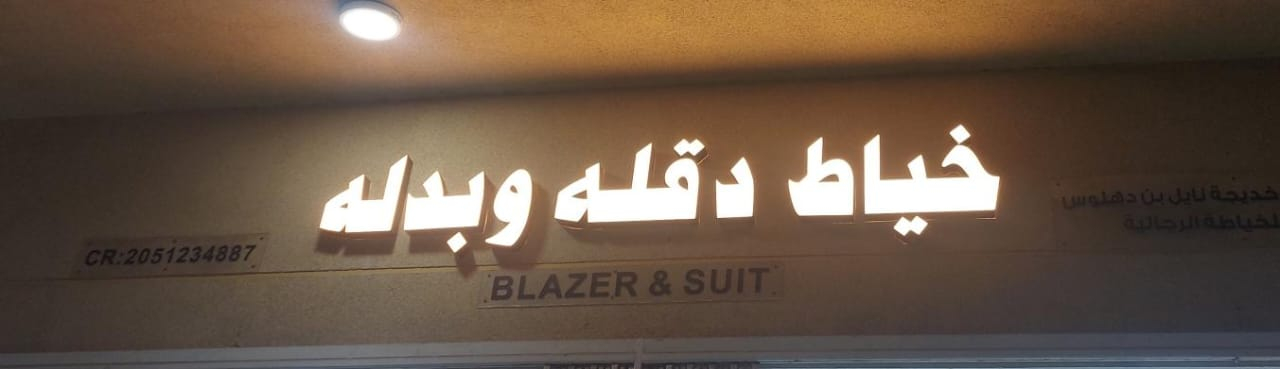 خياط دقله وبدله
BLAZER & SUIT
CR:2051234887
خديجة نايل بن دهلوس
للخياطة الرجالية